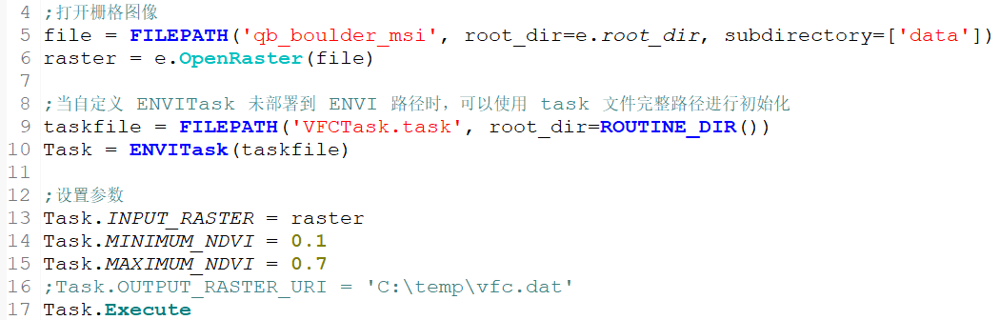 4 ;打开栅格图像
5 file = FILEPATH('qb_boulder_msi', root_dir=e.root_dir, subdirectory=['data'])
6 raster = e.OpenRaster(file)
7
8 ;当自定义 ENVITask 未部署到 ENVI 路径时，可以使用 task 文件完整路径进行初始化
9 taskfile = FILEPATH('VFCTask.task', root_dir=ROUTINE_DIR())
10 Task = ENVITask(taskfile)
11
12 ;设置参数
13 Task.INPUT_RASTER = raster
14 Task.MINIMUM_NDVI = 0.1
15 Task.MAXIMUM_NDVI = 0.7
16 ;Task.OUTPUT_RASTER_URI = 'C:\temp\vfc.dat'
17 Task.Execute